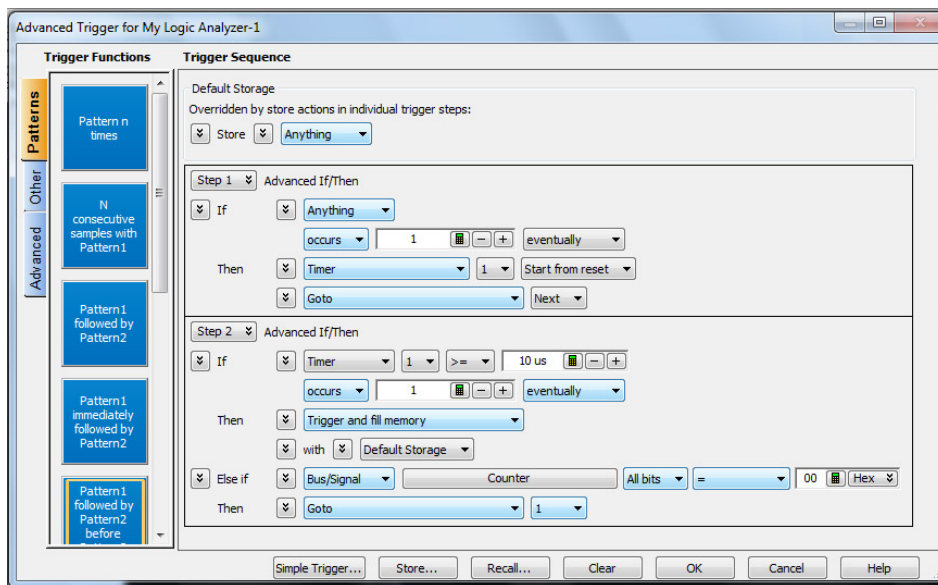 Advanced Trigger for My Logic Analyzer-1
Trigger Functions
Trigger Sequence
Patterns
Other
Advanced
Pattern n
times
N
consecutive
samples with
Pattern1
Pattern1
followed by
Pattern2
Pattern1
immediately
followed by
Pattern2
Pattern1
followed by
Pattern2
before
Default Storage
Overridden by store actions in individual trigger steps:
Store Anything
Step 1 Advanced If/Then
If Anything
occurs 1 - + eventually
Then Timer 1 Start from reset
Goto Next
Step 2 Advanced If/Then
If Timer 1 >= 10 us - +
occurs 1 - + eventually
Then Trigger and fill memory
with Default Storage
Else if Bus/Signal Counter All bits = 00 Hex
Then Goto 1
Simple Trigger... Store... Recall... Clear OK Cancel Help